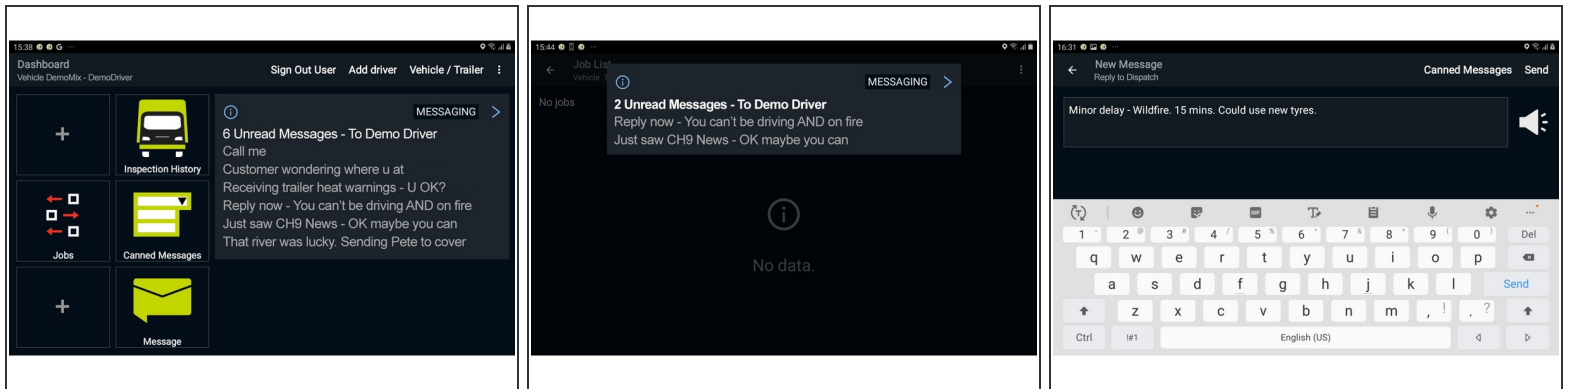 15:38 G ...
Dashboard
Vehicle DemoMix - DemoDriver
Sign Out User Add driver Vehicle / Trailer
Inspection History
Jobs
Canned Messages
Message
MESSAGING
6 Unread Messages - To Demo Driver
Call me
Customer wondering where u at
Receiving trailer heat warnings - U OK?
Reply now - You can't be driving AND on fire
Just saw CH9 News - OK maybe you can
That river was lucky. Sending Pete to cover
15:44 ...
Job List
Vehicle
No jobs
MESSAGING
2 Unread Messages - To Demo Driver
Reply now - You can't be driving AND on fire
Just saw CH9 News - OK maybe you can
No data.
16:31 ...
New Message
Reply to Dispatch
Canned Messages Send
Minor delay - Wildfire. 15 mins. Could use new tyres.
GIF
1 2 @ 3 # 4 / 5 % 6 ^ 7 & 8 * 9 ( 0 ) Del
q w e r t y u i o p
a s d f g h j k l Send
z x c v b n m , ! . ?
Ctrl !#1 English (US)